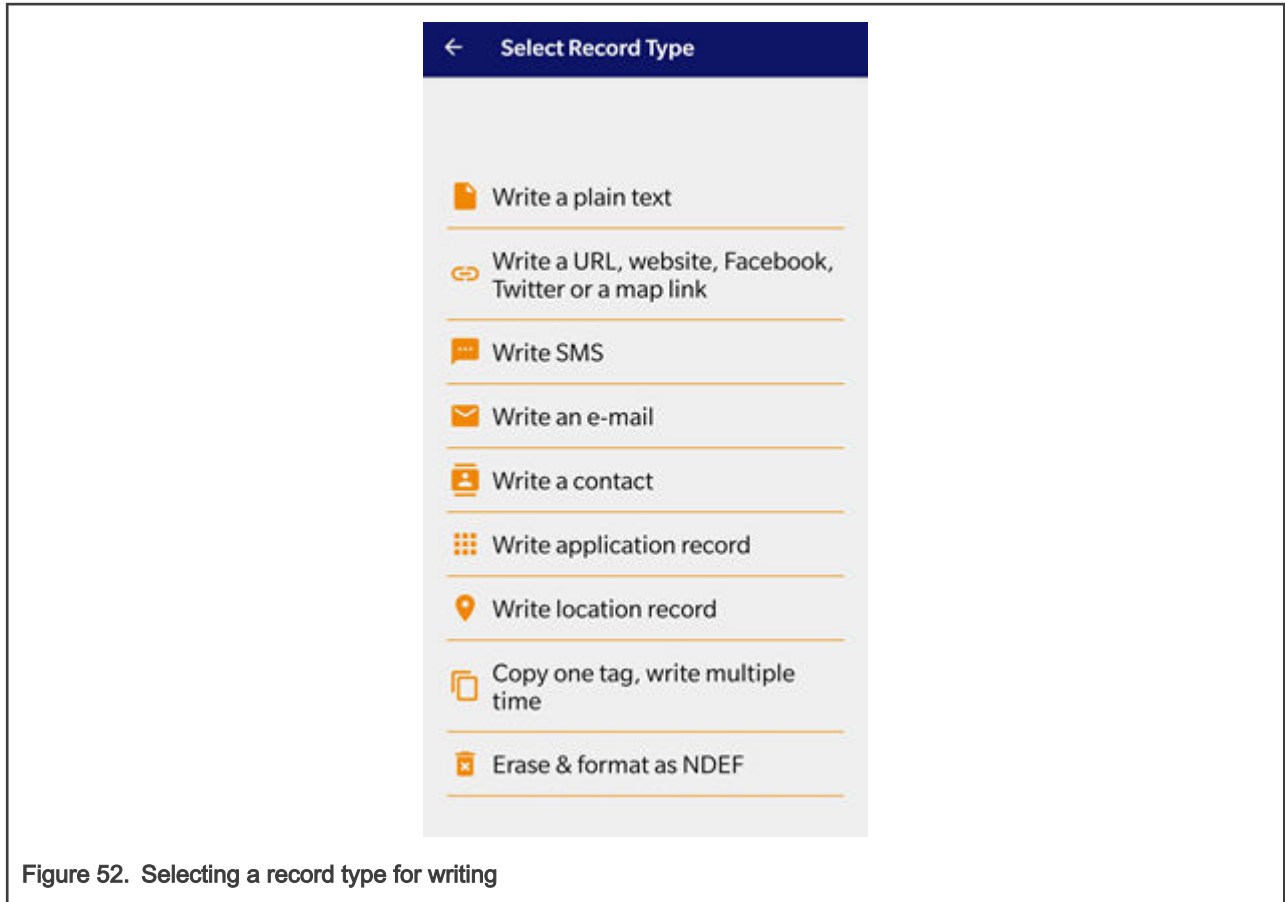 Select Record Type
Write a plain text
Write a URL, website, Facebook,
Twitter or a map link
Write SMS
Write an e-mail
Write a contact
Write application record
Write location record
Copy one tag, write multiple
time
Erase & format as NDEF
Figure 52. Selecting a record type for writing